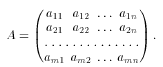 a₁₁ a₁₂ … a₁ₙ
a₂₁ a₂₂ … a₂ₙ
A = ( . . . . . . . . . . . . . . ) .
aₘ₁ aₘ₂ … aₘₙ